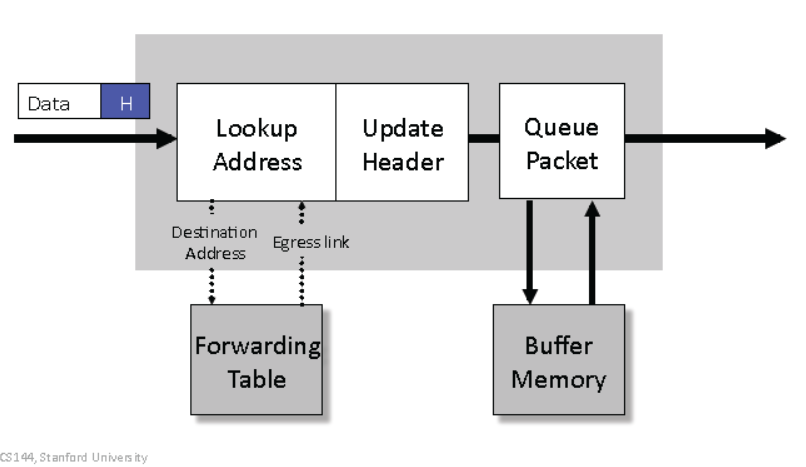 Data
H
Lookup
Address
Update
Header
Queue
Packet
Destination
Address
Egress link
Forwarding
Table
Buffer
Memory
CS144, Stanford University